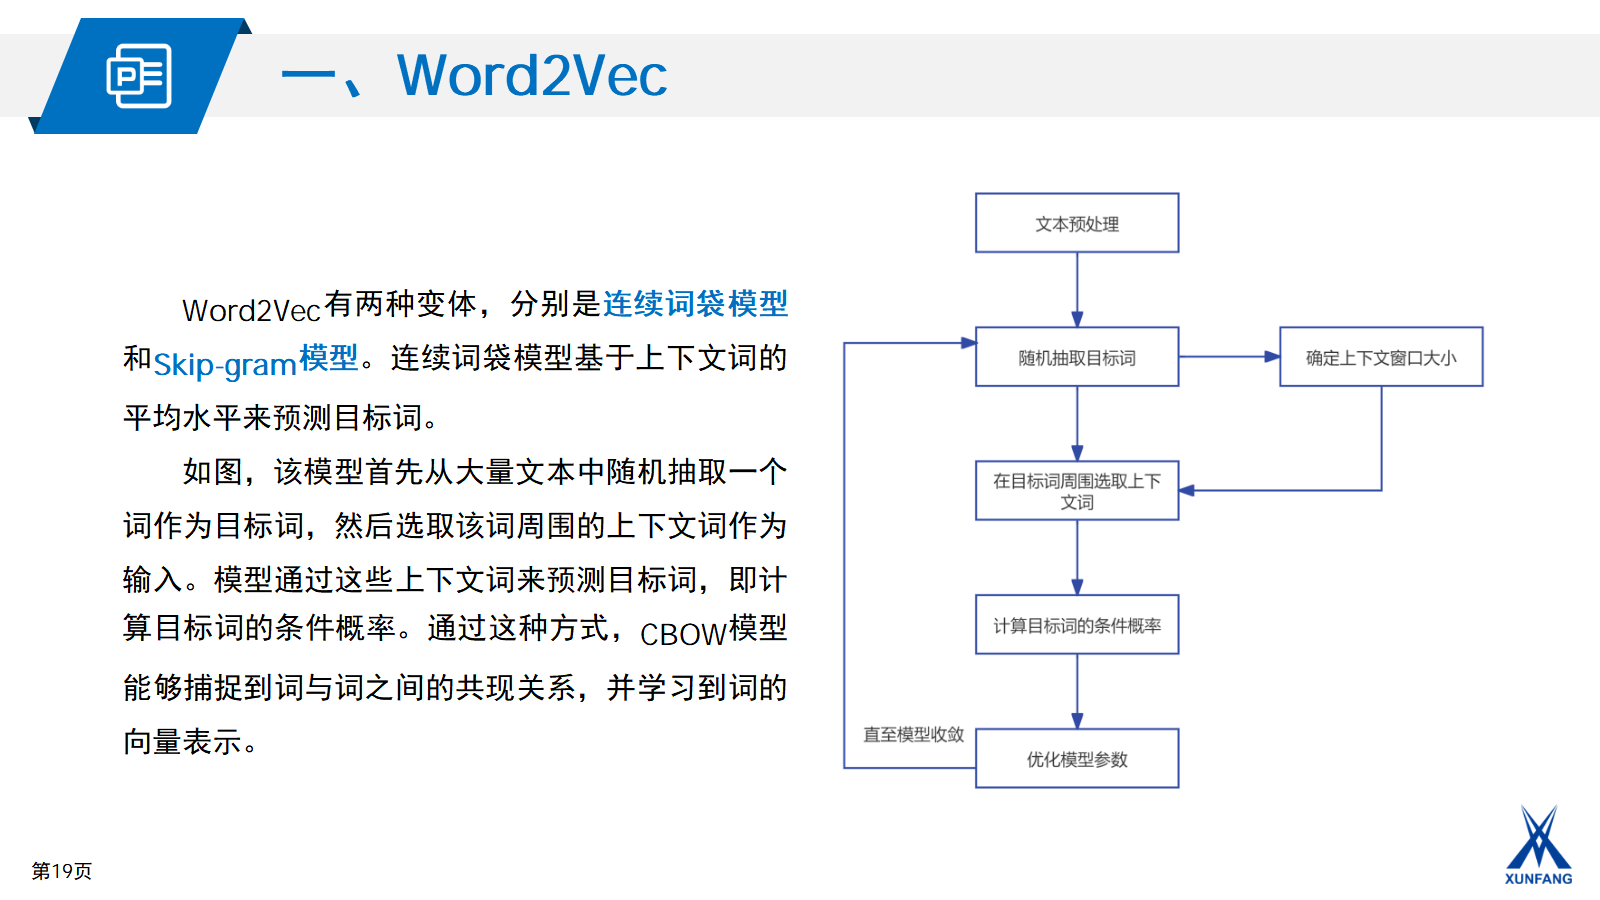 一、Word2Vec
Word2Vec有两种变体，分别是连续词袋模型
和Skip-gram模型。连续词袋模型基于上下文词的
平均水平来预测目标词。
如图，该模型首先从大量文本中随机抽取一个
词作为目标词，然后选取该词周围的上下文词作为
输入。模型通过这些上下文词来预测目标词，即计
算目标词的条件概率。通过这种方式，CBOW模型
能够捕捉到词与词之间的共现关系，并学习到词的
向量表示。
文本预处理
随机抽取目标词
确定上下文窗口大小
在目标词周围选取上下
文词
计算目标词的条件概率
直至模型收敛
优化模型参数
第19页
XUNFANG